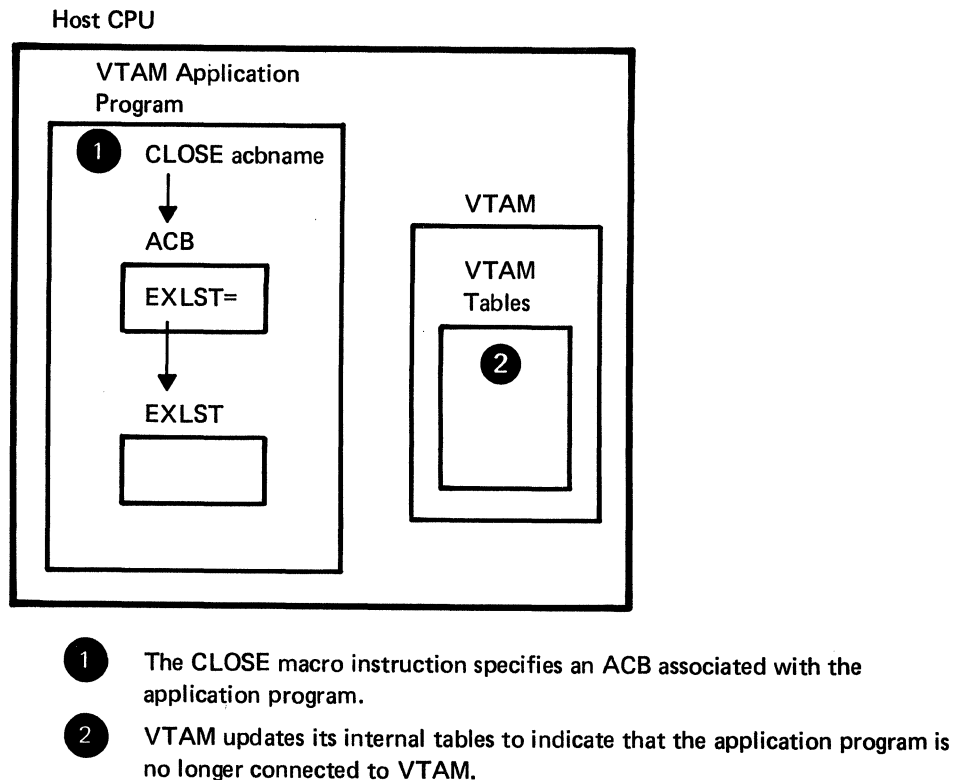 Host CPU
VTAM Application
Program
1 CLOSE acbname
ACB
EXLST=
EXLST
VTAM
VTAM
Tables
2
1 The CLOSE macro instruction specifies an ACB associated with the
application program.
2 VTAM updates its internal tables to indicate that the application program is
no longer connected to VTAM.